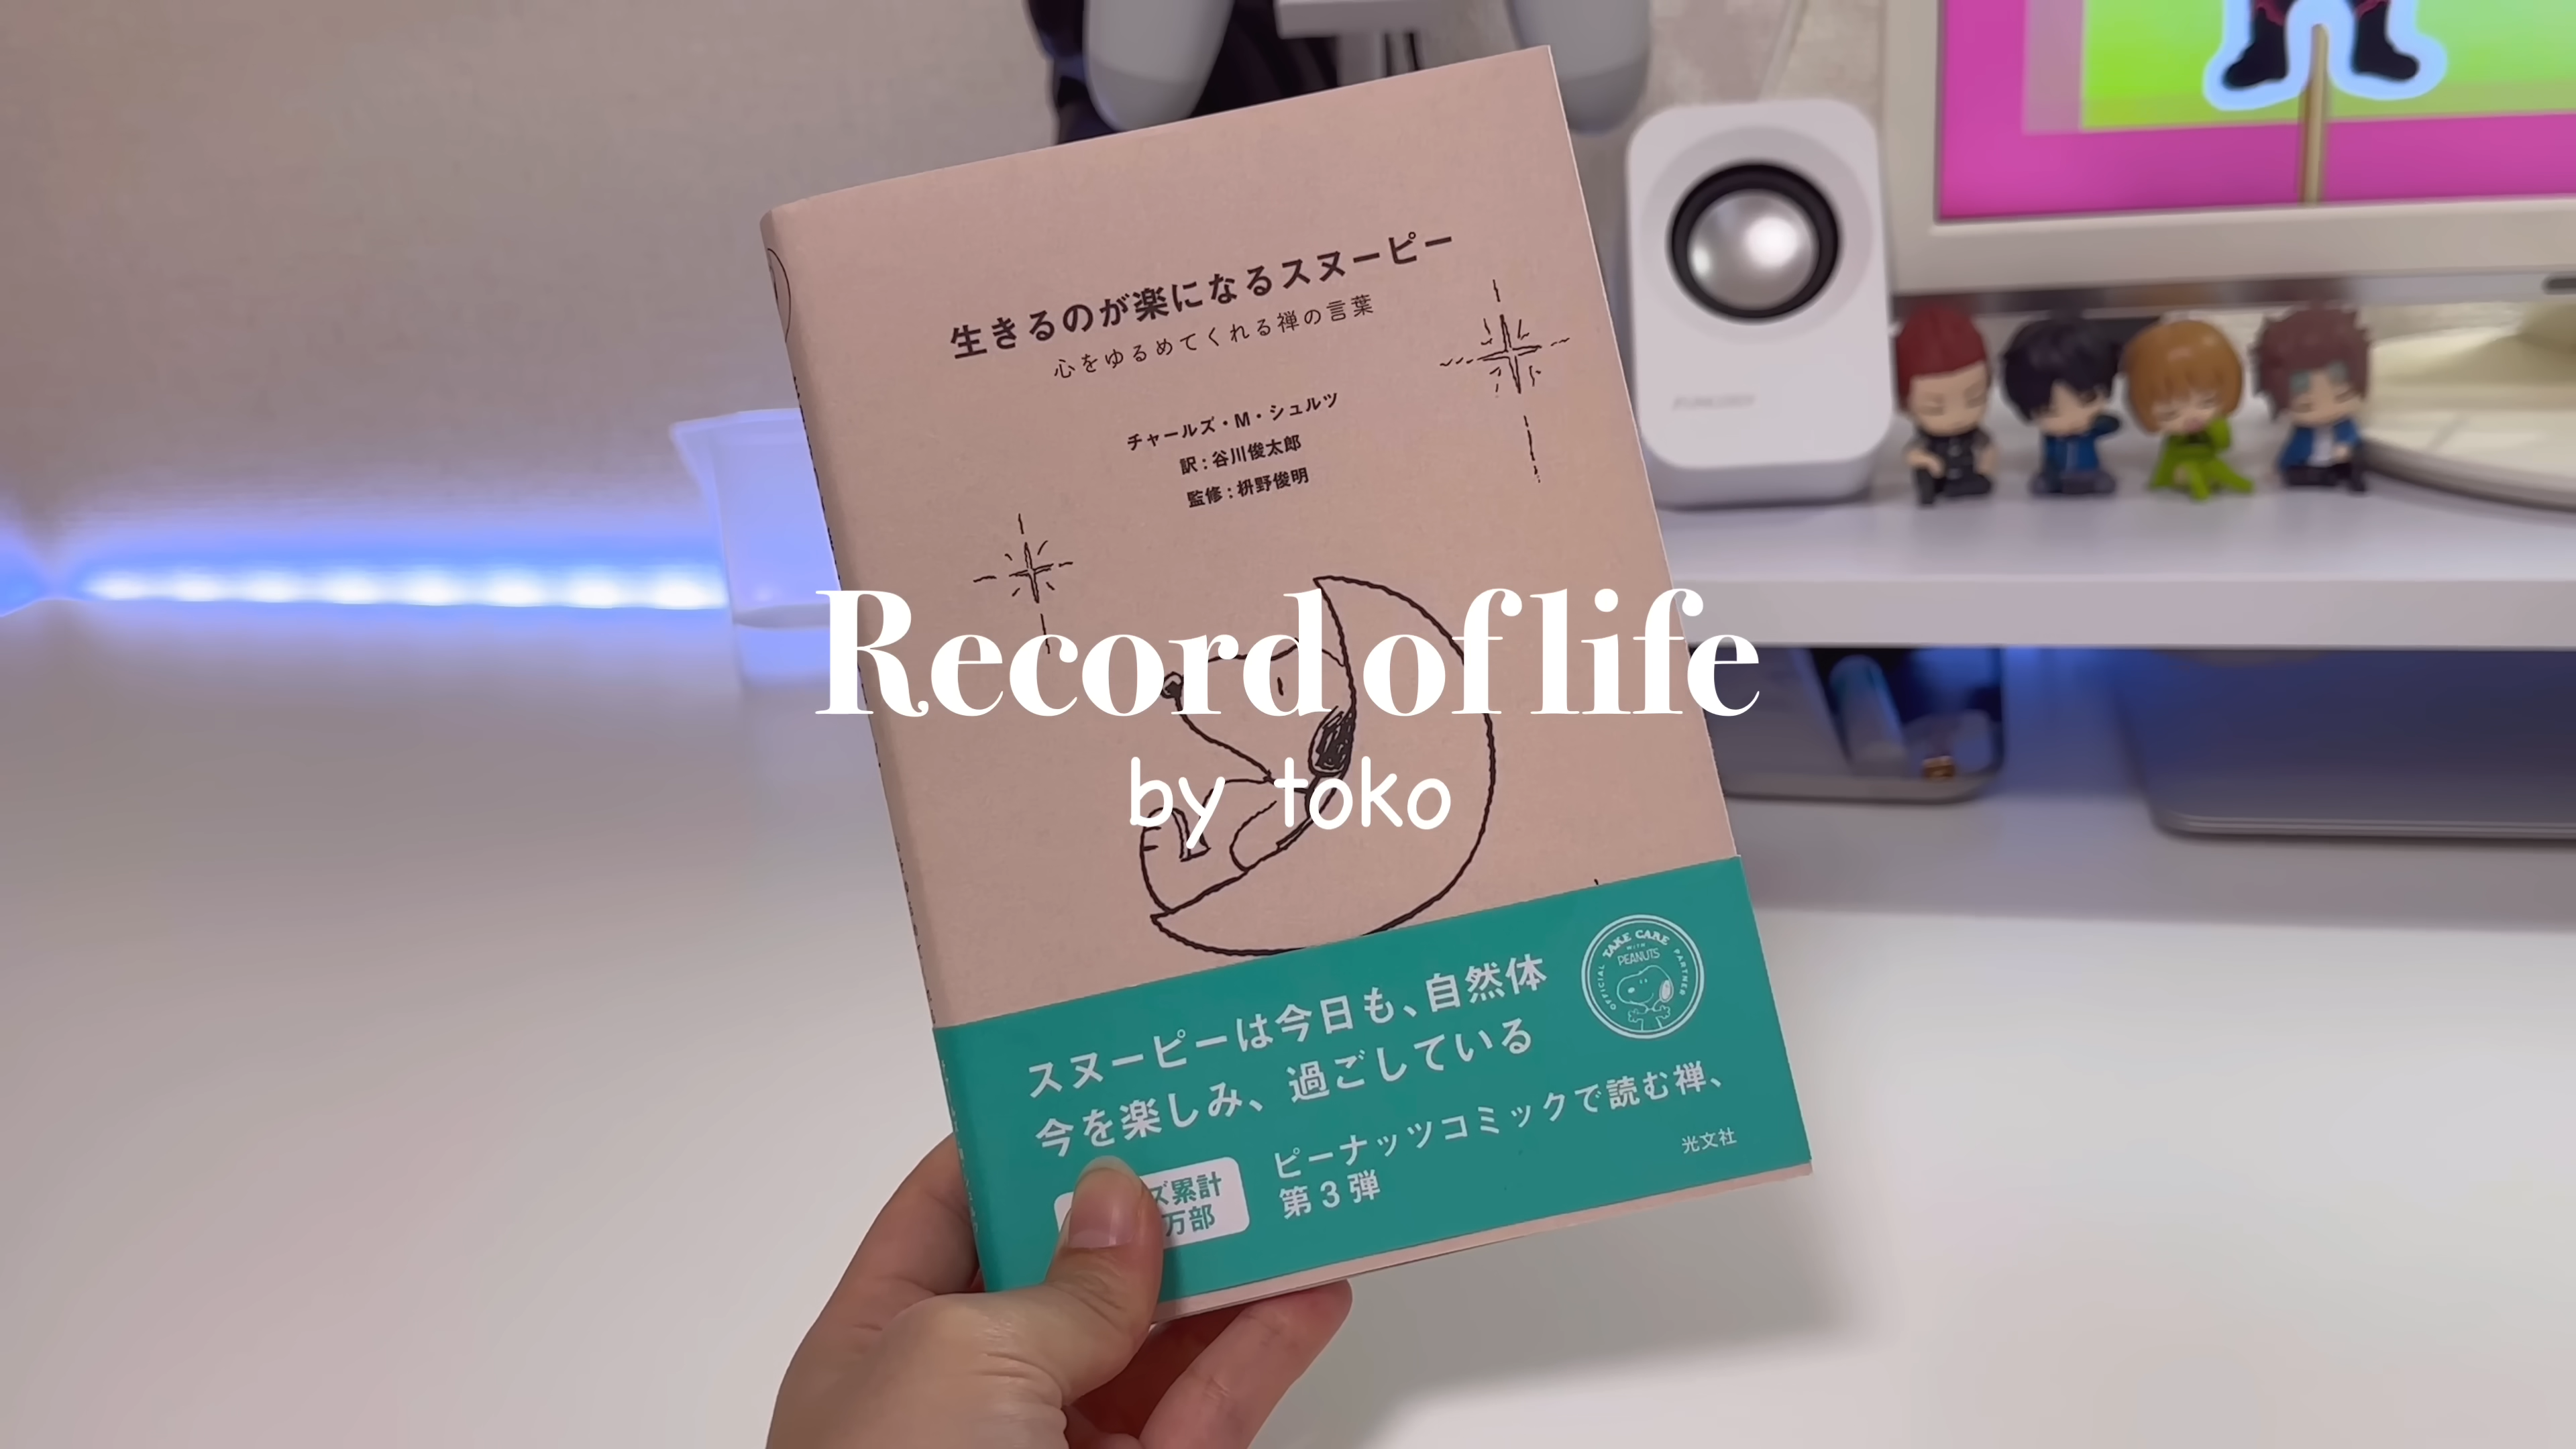 生きるのが楽になるスヌーピー
心をゆるめてくれる禅の言葉
チャールズ・M・シュルツ
訳：谷川俊太郎
監修：枡野俊明
Record of life
by toko
スヌーピーは今日も、自然体
今を楽しみ、過ごしている
TAKE CARE
WITH
PEANUTS
OFFICIAL PARTNER
ピーナッツコミックで読む禅、
第3弾
ズ累計
万部
光文社